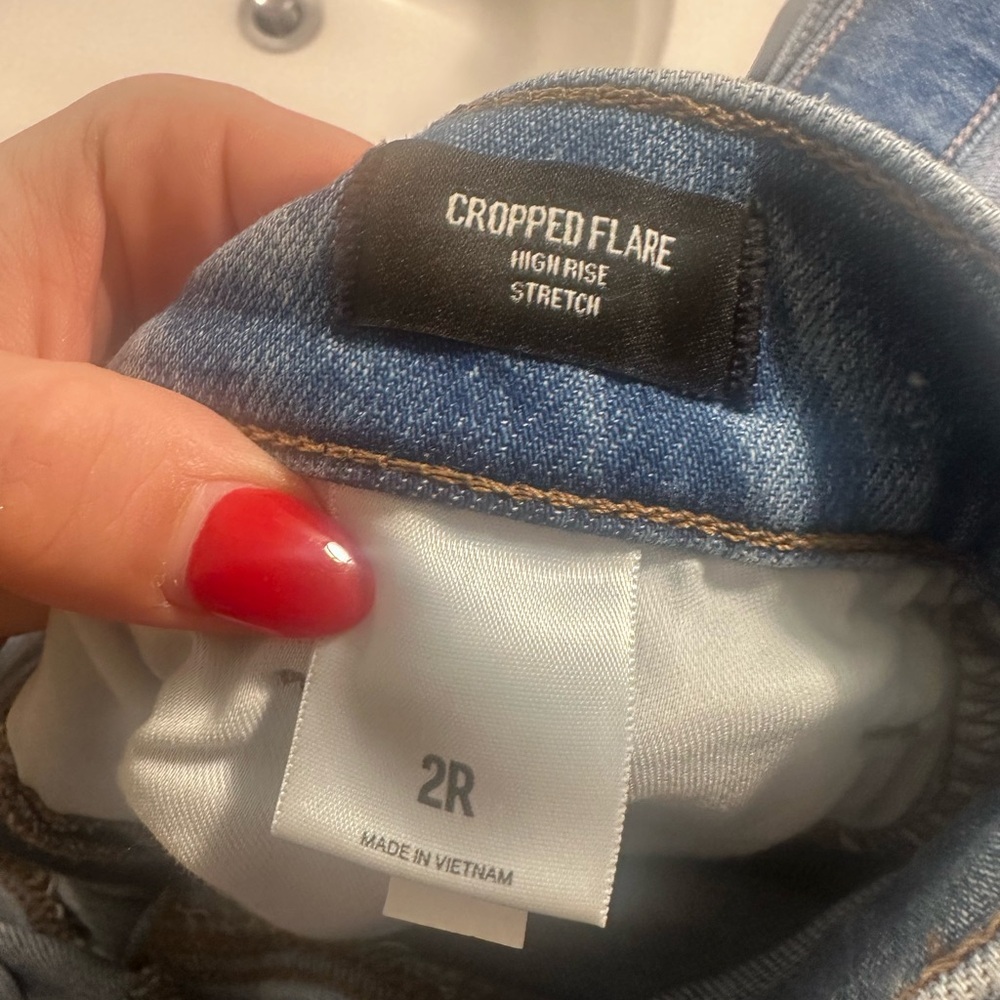 CROPPED FLARE
HIGH RISE
STRETCH
2R
MADE IN VIETNAM